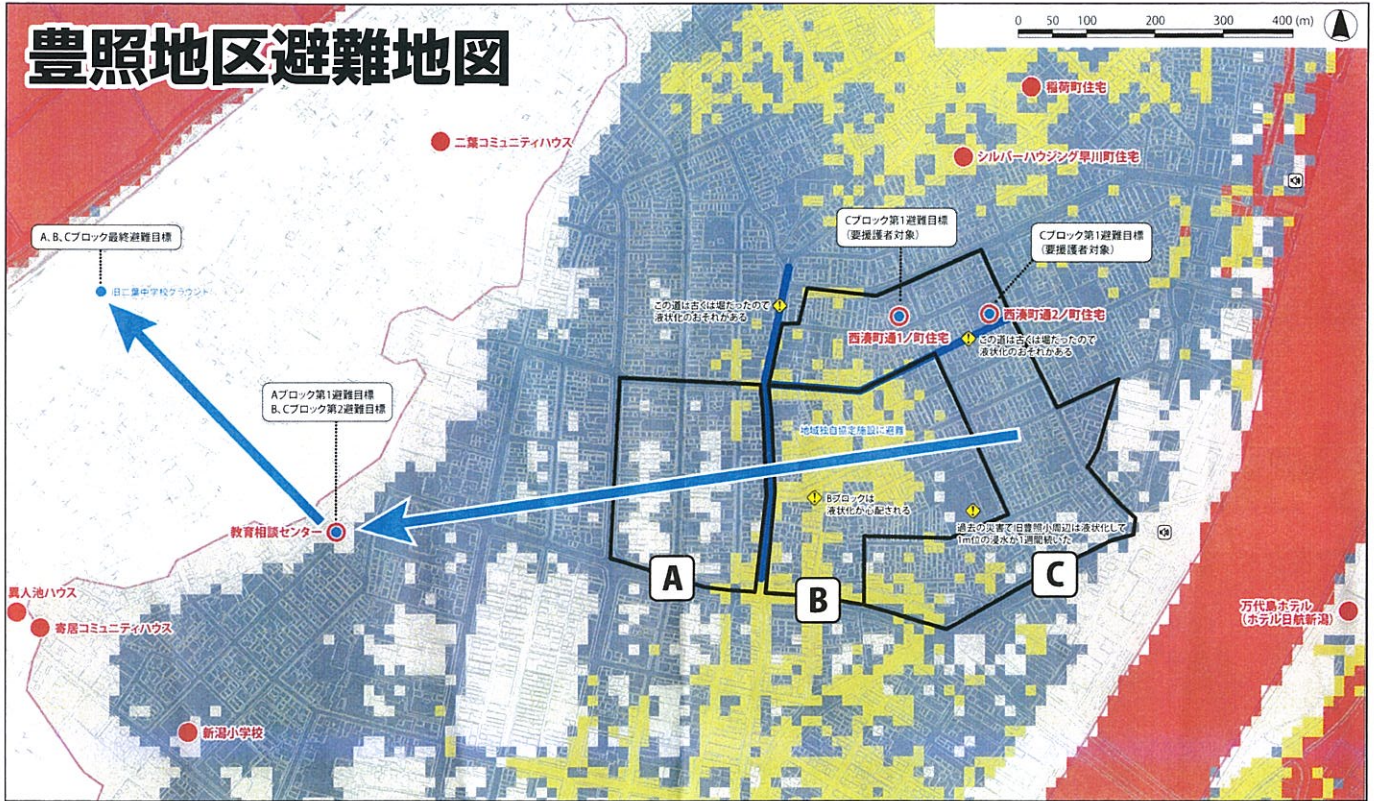 豊照地区避難地図
0 50 100 200 300 400 (m)
稲荷町住宅
二葉コミュニティハウス
シルバーハウジング早川町住宅
A、B、Cブロック最終避難目標
旧二葉中学校グラウンド
Cブロック第1避難目標
(要援護者対象)
Cブロック第1避難目標
(要援護者対象)
この道は古くは堀だったので
液状化のおそれがある
西湊町通1ノ町住宅
西湊町通2ノ町住宅
この道は古くは堀だったので
液状化のおそれがある
Aブロック第1避難目標
B、Cブロック第2避難目標
地域独自協定施設に避難
Bブロックは
液状化が心配される
過去の災害で旧豊照小周辺は液状化して
1m位の浸水が1週間続いた
教育相談センター
A
B
C
異人池ハウス
寄居コミュニティハウス
万代島ホテル
(ホテル日航新潟)
新潟小学校